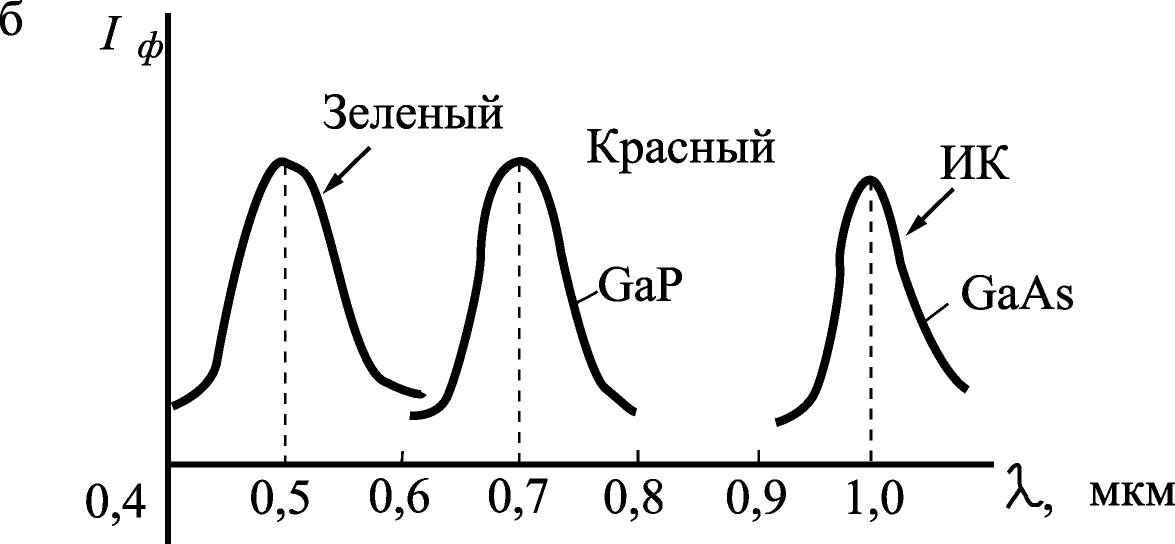 б
I ф
Зеленый
Красный
ИК
GaP
GaAs
0,4 0,5 0,6 0,7 0,8 0,9 1,0 λ, мкм